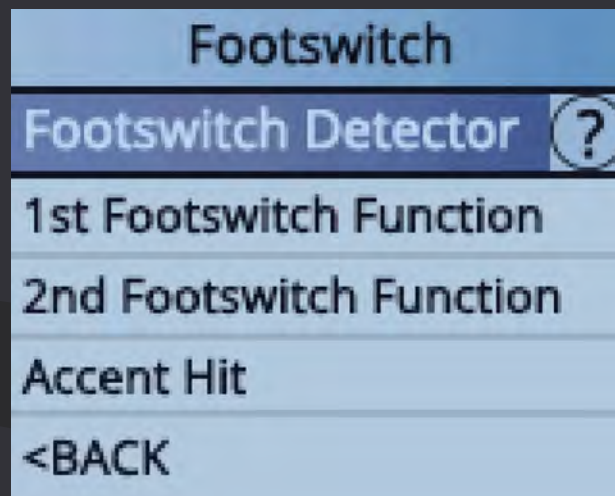 Footswitch
Footswitch Detector ?
1st Footswitch Function
2nd Footswitch Function
Accent Hit
<BACK